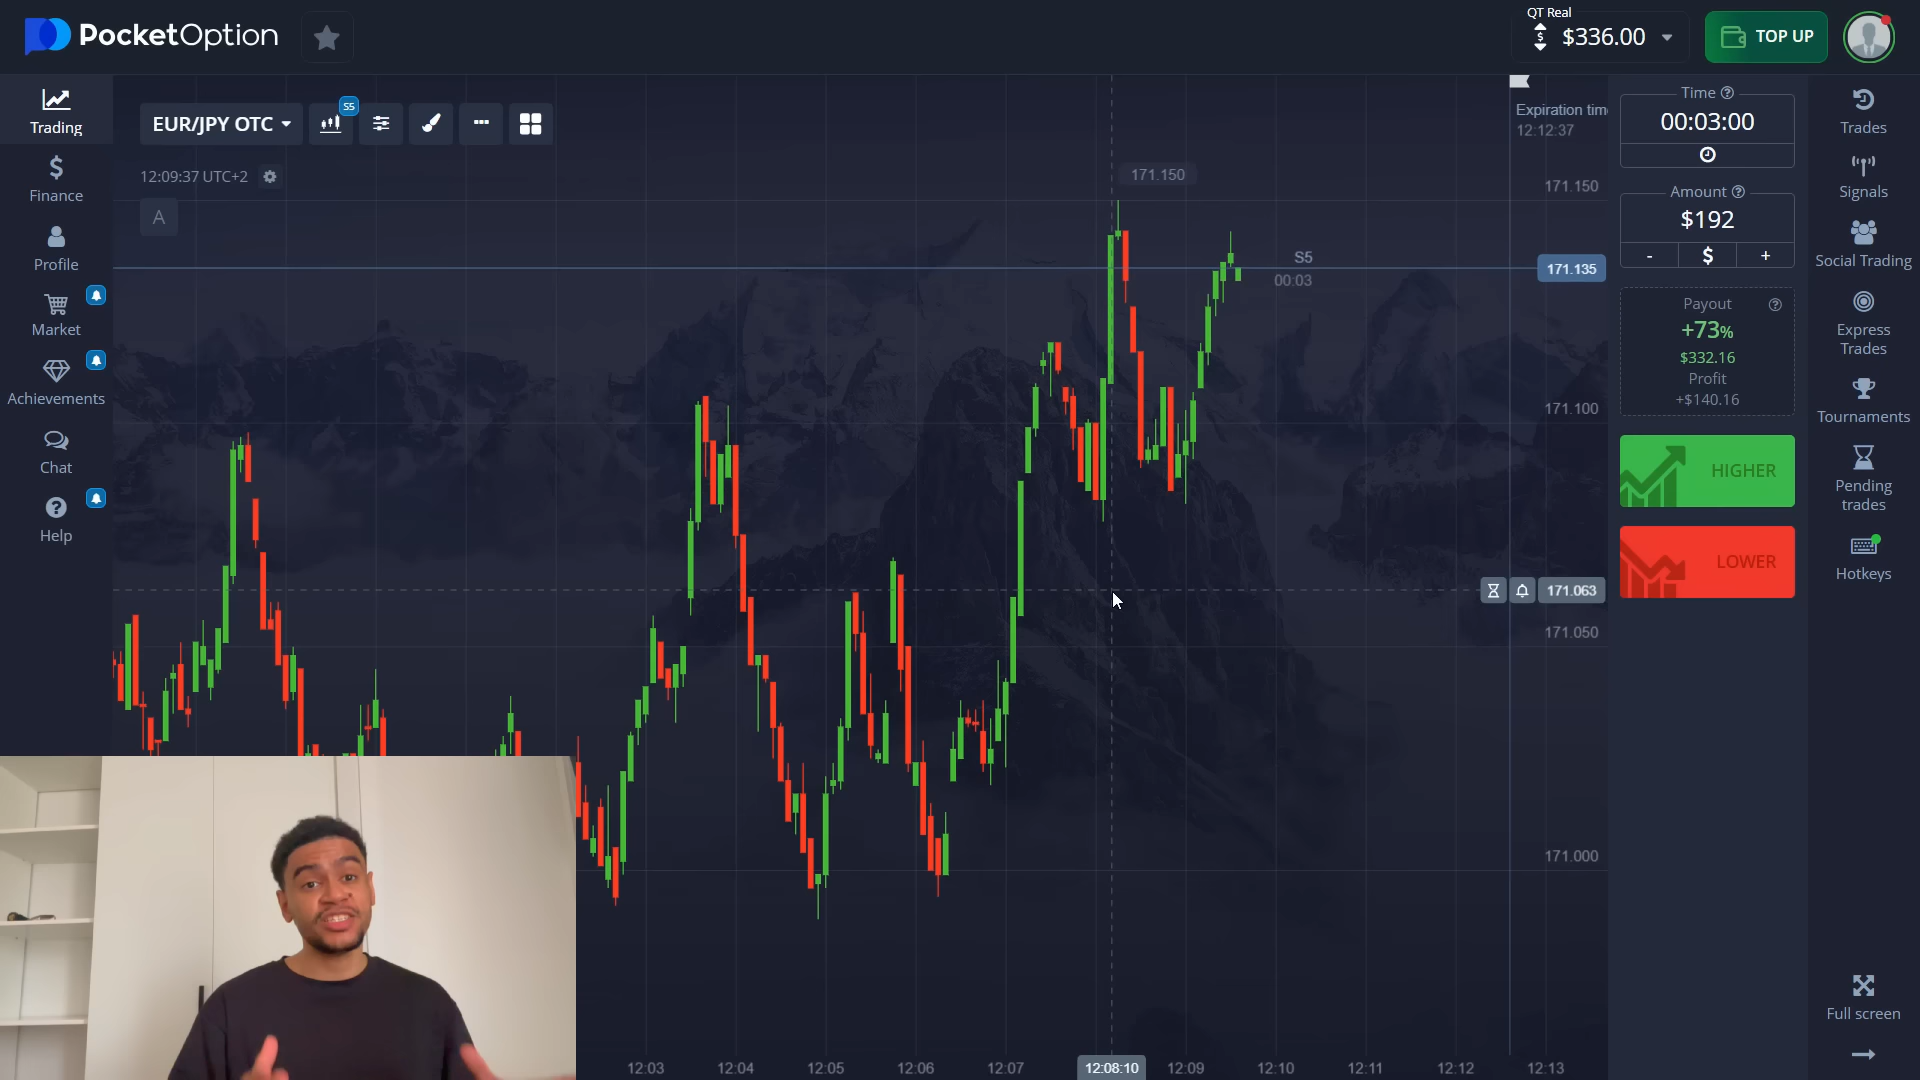 PocketOption
QT Real
$
$336.00
TOP UP
Trading
Finance
Profile
Market
Achievements
Chat
Help
EUR/JPY OTC
S5
12:09:37 UTC+2
A
171.150
S5
00:03
Expiration tim
12:12:37
171.150
171.135
171.100
171.063
171.050
171.000
12:03
12:04
12:05
12:06
12:07
12:08:10
12:09
12:10
12:11
12:12
12:13
Time
00:03:00
Amount
$192
- $ +
Payout
+73%
$332.16
Profit
+$140.16
HIGHER
LOWER
Trades
Signals
Social Trading
Express
Trades
Tournaments
Pending
trades
Hotkeys
Full screen